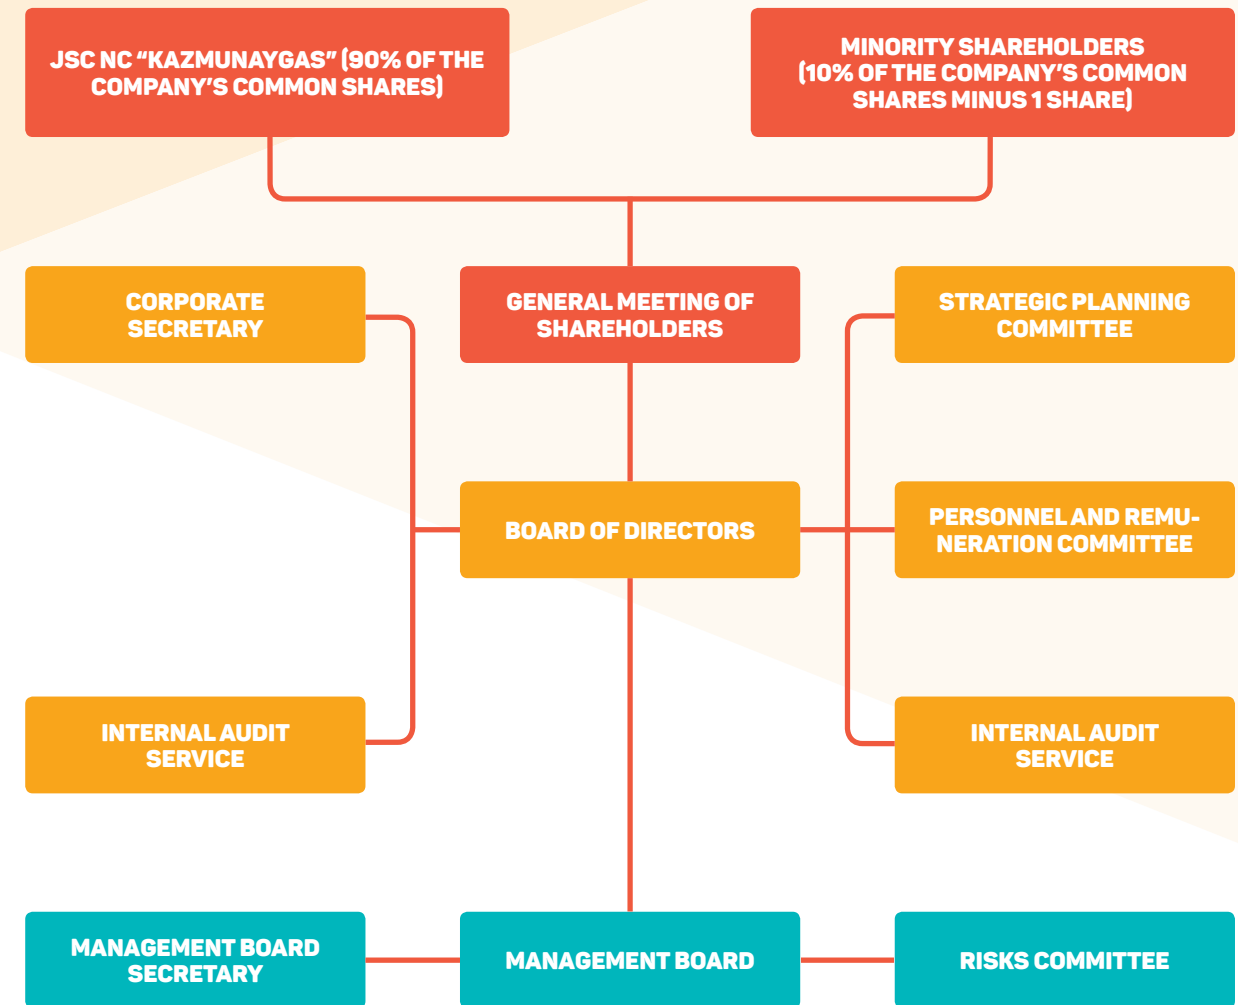 JSC NC “KAZMUNAYGAS” (90% OF THE
COMPANY’S COMMON SHARES)
MINORITY SHAREHOLDERS
(10% OF THE COMPANY’S COMMON
SHARES MINUS 1 SHARE)
CORPORATE
SECRETARY
GENERAL MEETING OF
SHAREHOLDERS
STRATEGIC PLANNING
COMMITTEE
BOARD OF DIRECTORS
PERSONNEL AND REMU-
NERATION COMMITTEE
INTERNAL AUDIT
SERVICE
INTERNAL AUDIT
SERVICE
MANAGEMENT BOARD
SECRETARY
MANAGEMENT BOARD
RISKS COMMITTEE